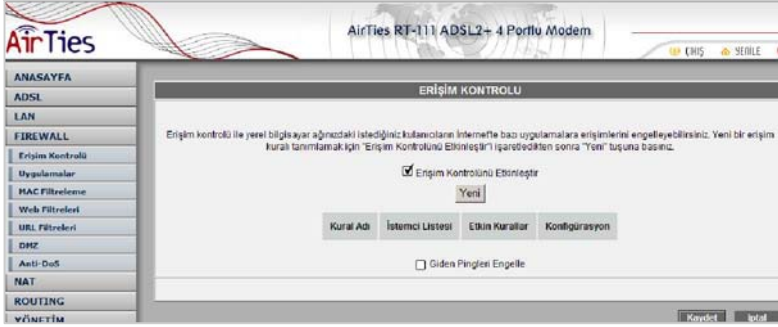 AirTies
AirTies RT-111 ADSL2+ 4 Portlu Modem
ÇIKIŞ YENİLE
ANASAYFA
ADSL
LAN
FIREWALL
Erişim Kontrolü
Uygulamalar
MAC Filtreleme
Web Filtreleri
URL Filtreleri
DMZ
Anti-DoS
NAT
ROUTING
YÖNETİM
ERİŞİM KONTROLU
Erişim kontrolü ile yerel bilgisayar ağınızdaki istediğiniz kulanıcıların İnternet'te bazı uygulamalara erişimlerini engelleyebilirsiniz. Yeni bir erişim
kuralı tanımlamak için "Erişim Kontrolünü Etkinleştir"i işaretledikten sonra "Yeni" tuşuna basınız.
Erişim Kontrolünü Etkinleştir
Yeni
Kural Adı İstemci Listesi Etkin Kurallar Konfigürasyon
Giden Pingleri Engelle
Kaydet İptal